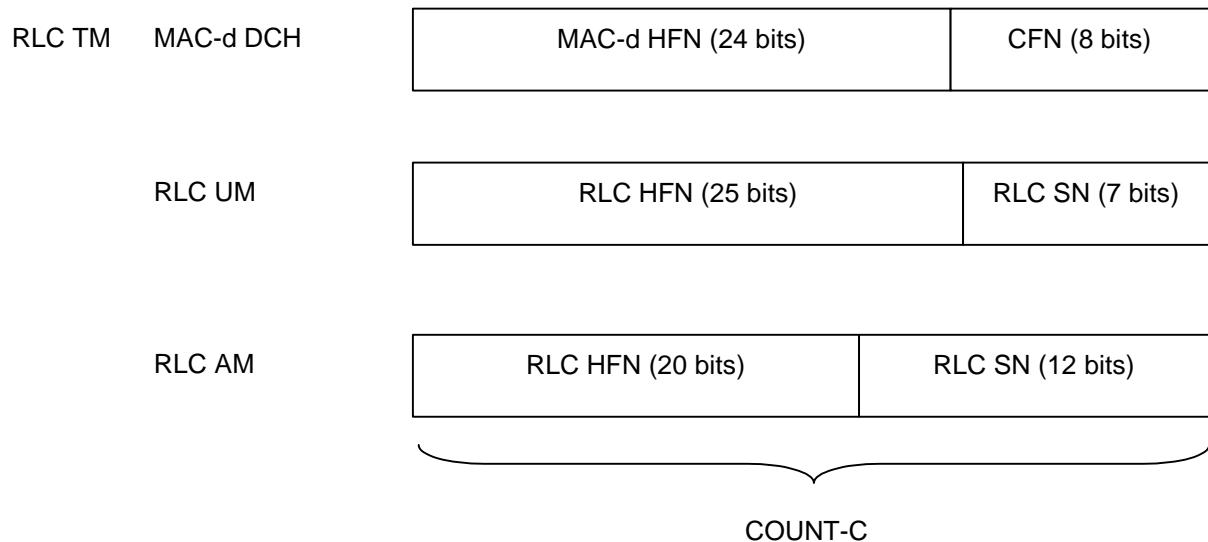 RLC TM MAC-d DCH MAC-d HFN (24 bits) CFN (8 bits)
RLC UM RLC HFN (25 bits) RLC SN (7 bits)
RLC AM RLC HFN (20 bits) RLC SN (12 bits)
COUNT-C